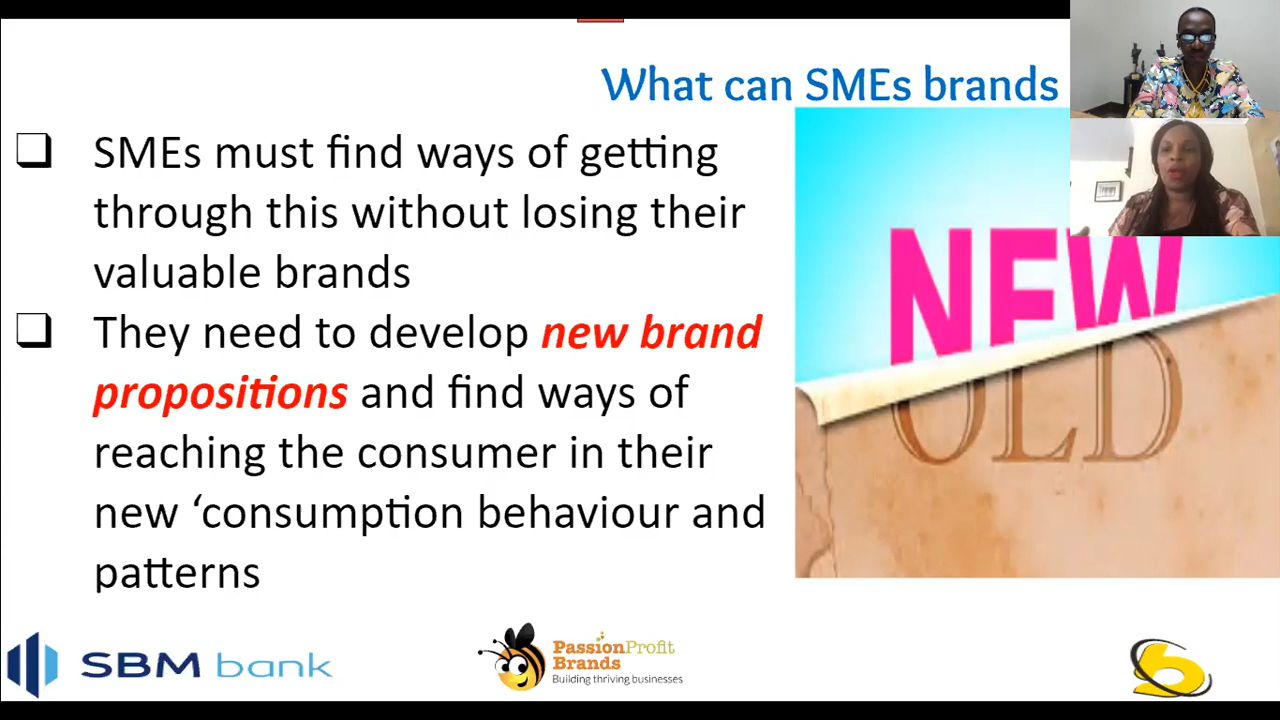 What can SMEs brands
❑ SMEs must find ways of getting
through this without losing their
valuable brands
❑ They need to develop new brand
propositions and find ways of
reaching the consumer in their
new ‘consumption behaviour and
patterns
NEW
OLD
SBM bank
PassionProfit
Brands
Building thriving businesses